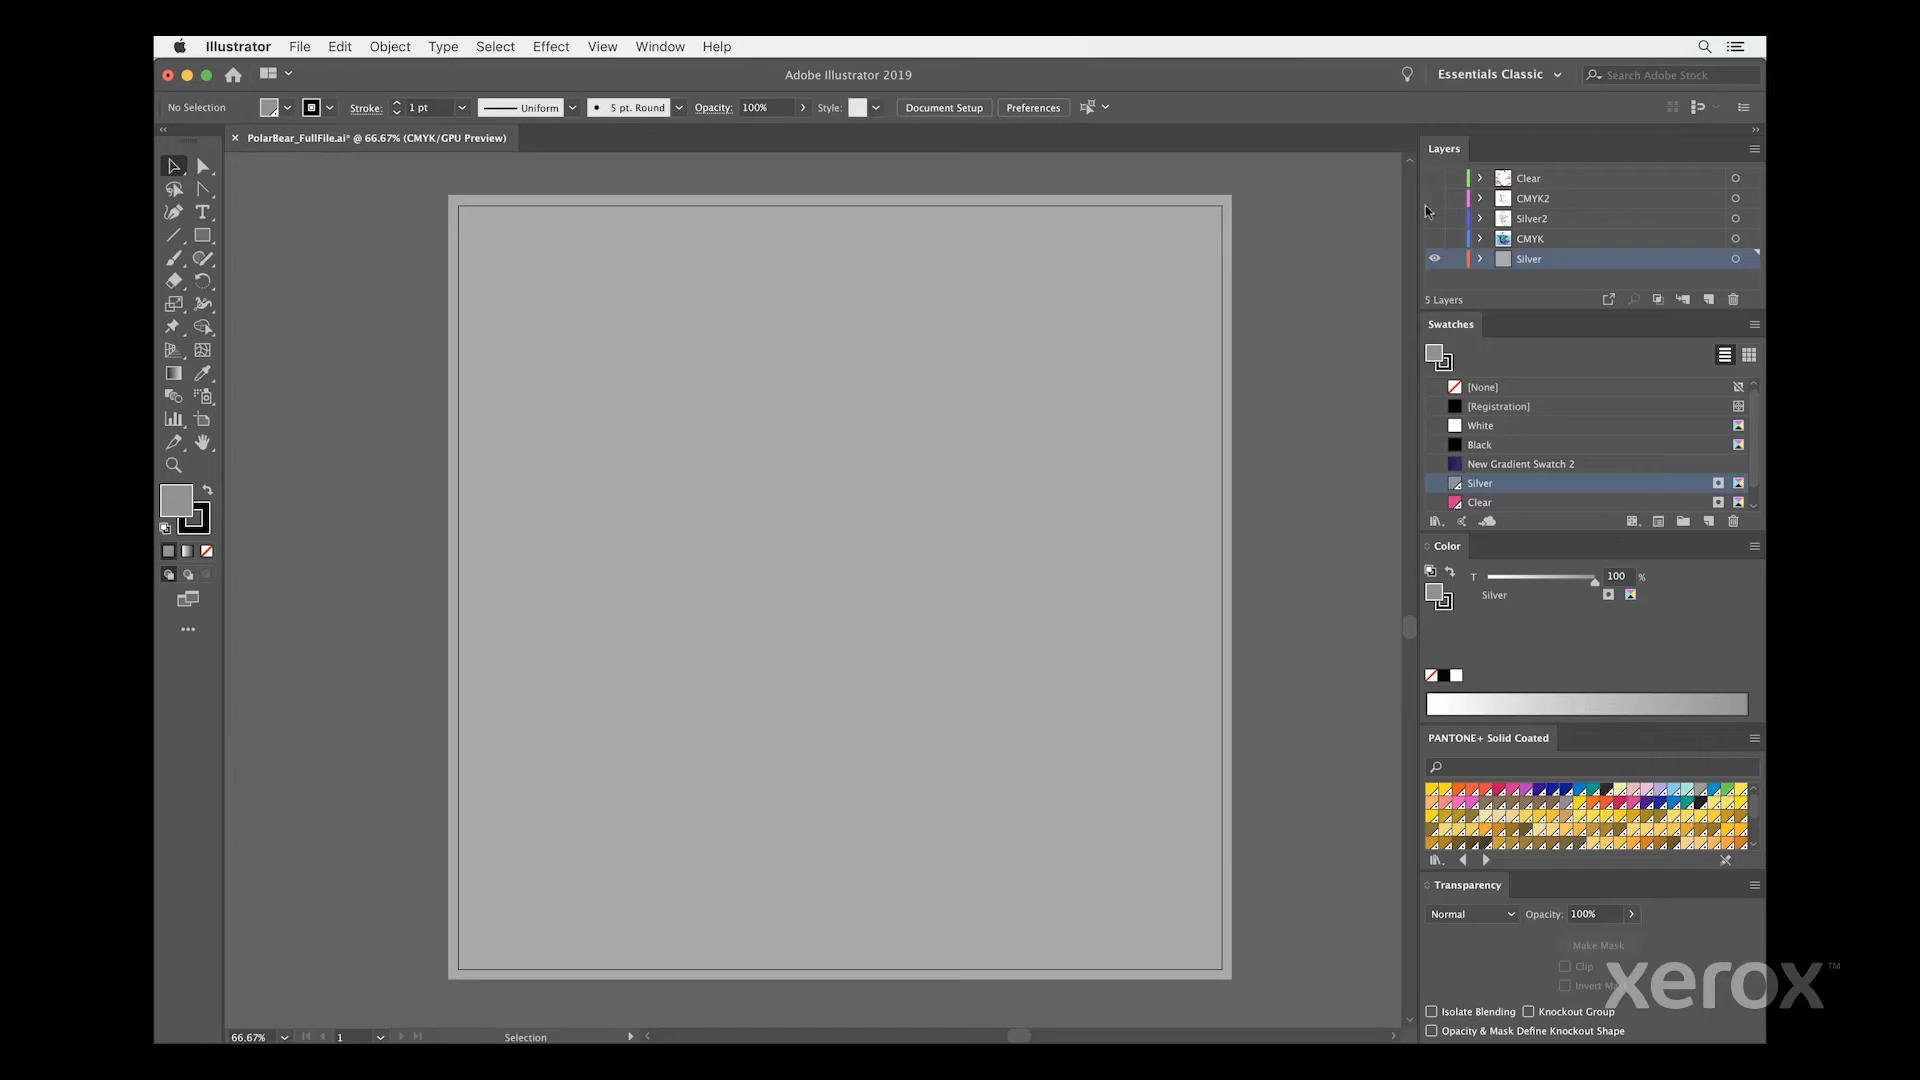 Illustrator File Edit Object Type Select Effect View Window Help
Adobe Illustrator 2019
Essentials Classic
Search Adobe Stock
No Selection
Stroke: 1 pt
Uniform
5 pt. Round
Opacity: 100%
Style:
Document Setup
Preferences
PolarBear_FullFile.ai* @ 66.67% (CMYK/GPU Preview)
Layers
Clear
CMYK2
Silver2
CMYK
Silver
5 Layers
Swatches
[None]
[Registration]
White
Black
New Gradient Swatch 2
Silver
Clear
Color
T 100 %
Silver
PANTONE+ Solid Coated
Transparency
Normal Opacity: 100%
Make Mask
Clip
Invert
xerox™
Isolate Blending Knockout Group
Opacity & Mask Define Knockout Shape
66.67% 1 Selection